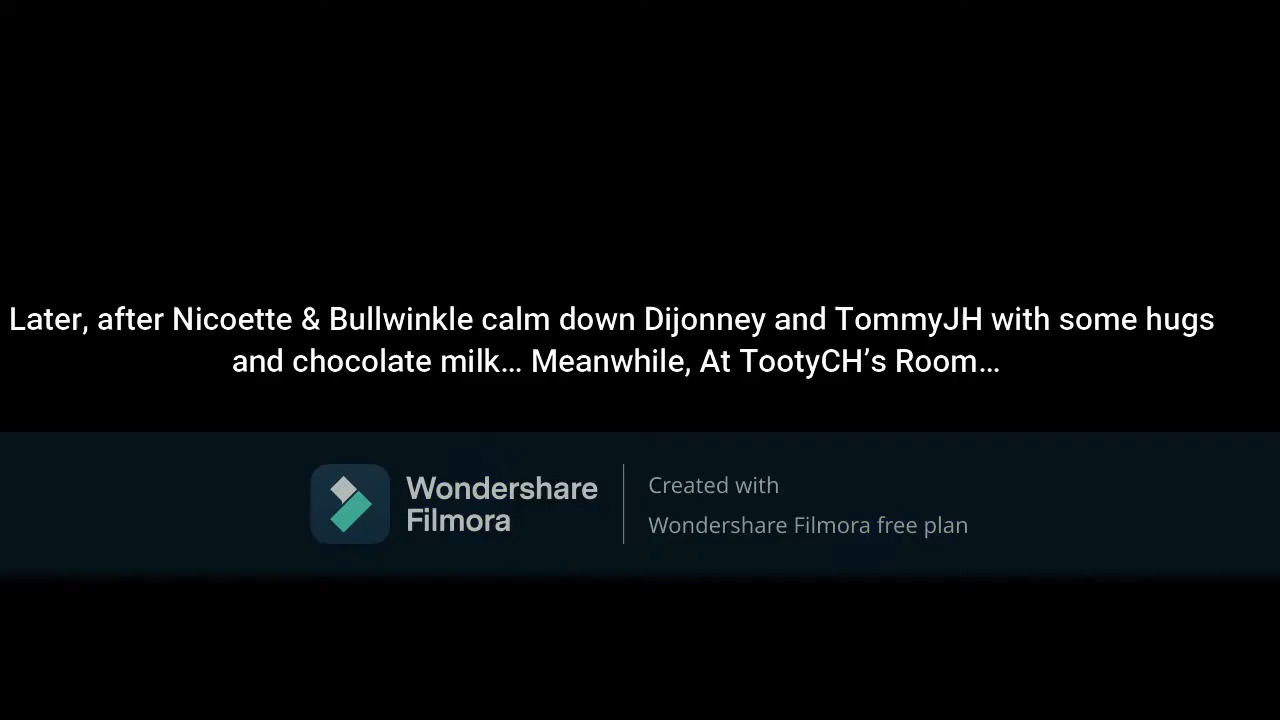 Later, after Nicoette & Bullwinkle calm down Dijonney and TommyJH with some hugs
and chocolate milk… Meanwhile, At TootyCH’s Room…
Wondershare
Filmora
Created with
Wondershare Filmora free plan